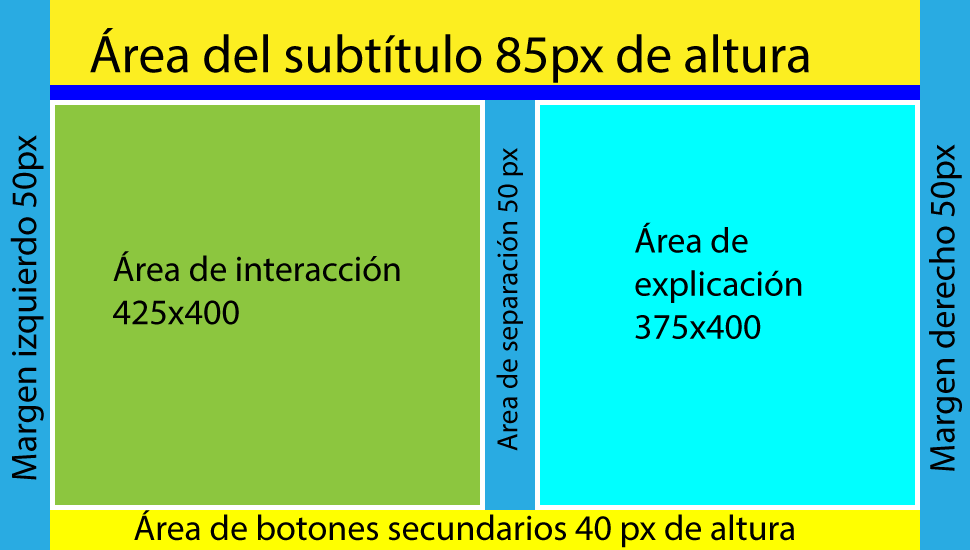 Área del subtítulo 85px de altura
Margen izquierdo 50px
Área de interacción
425x400
Area de separación 50 px
Área de
explicación
375x400
Margen derecho 50px
Área de botones secundarios 40 px de altura